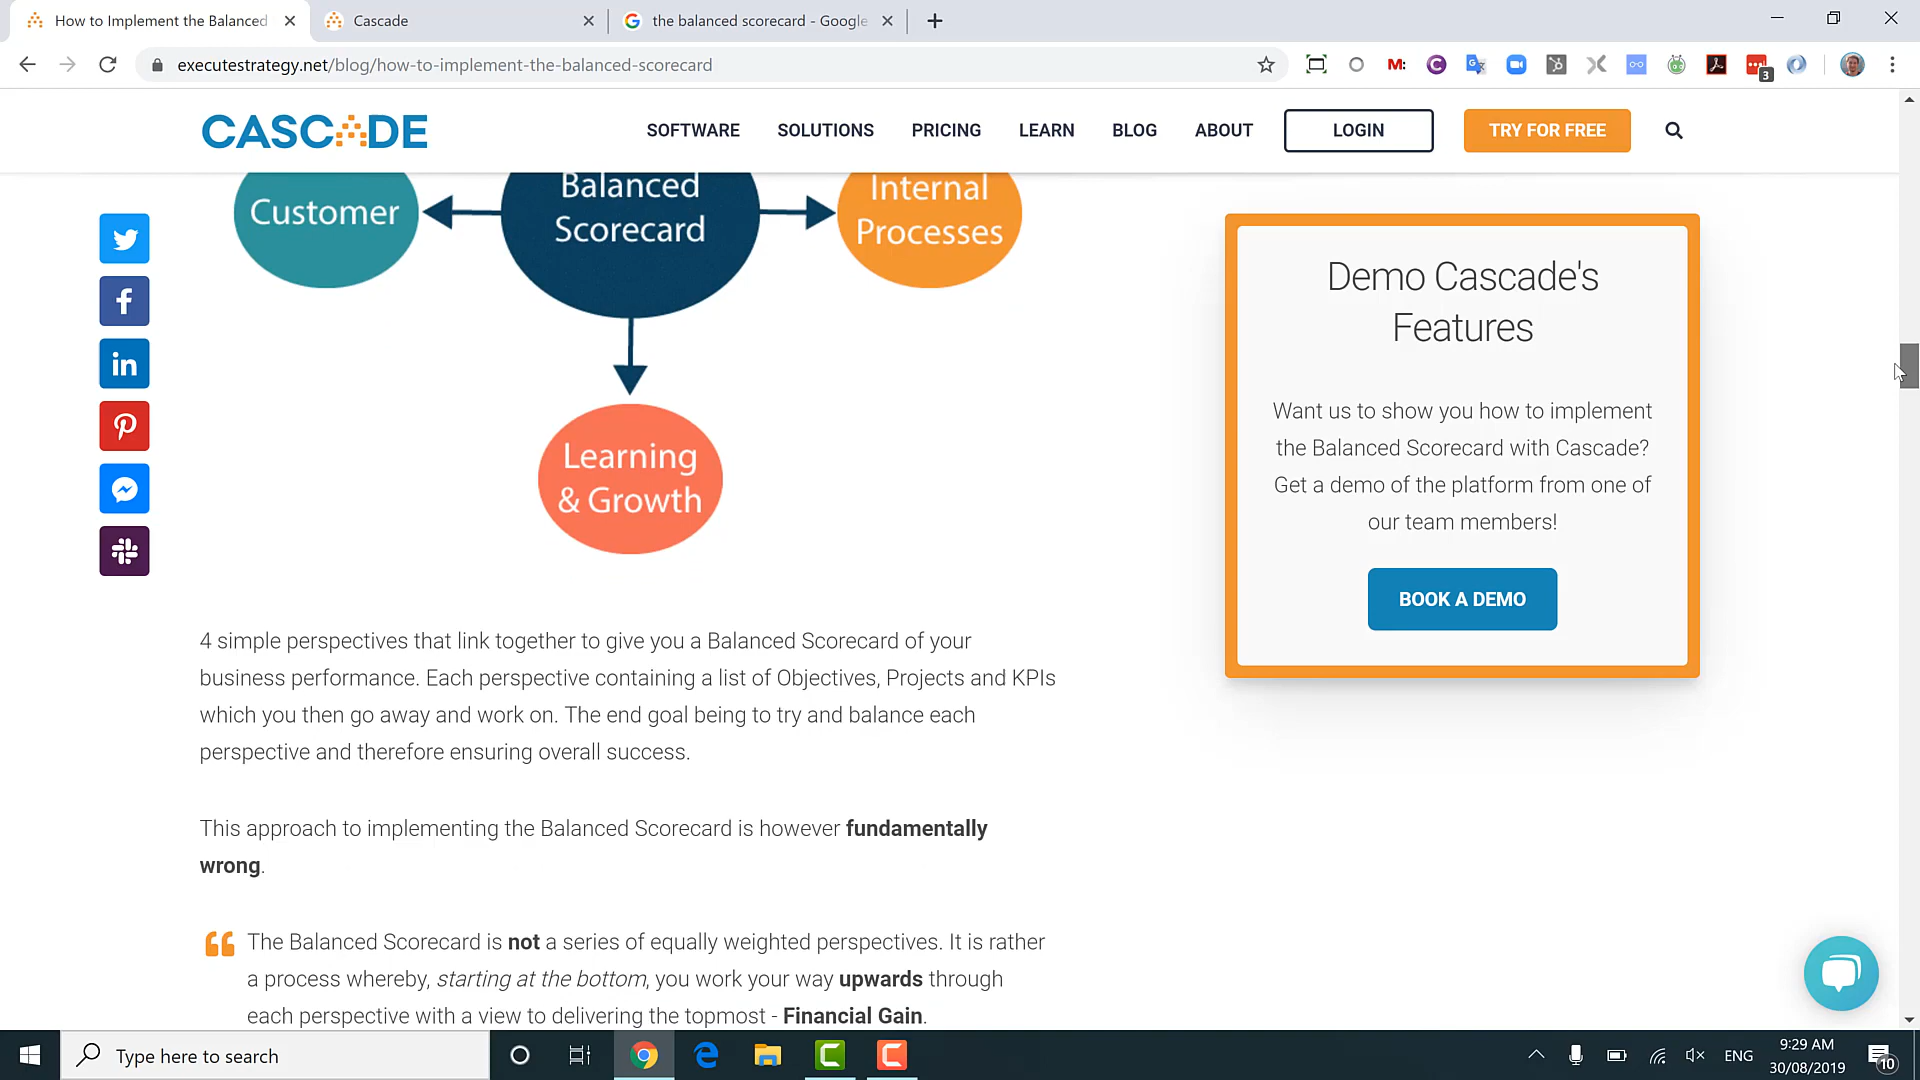 How to Implement the Balanced
Cascade
the balanced scorecard - Google
executestrategy.net/blog/how-to-implement-the-balanced-scorecard
M:
3
CASCADE
SOFTWARE
SOLUTIONS
PRICING
LEARN
BLOG
ABOUT
LOGIN
TRY FOR FREE
Customer
Balanced
Scorecard
Internal
Processes
Learning
& Growth
Demo Cascade's
Features
Want us to show you how to implement
the Balanced Scorecard with Cascade?
Get a demo of the platform from one of
our team members!
BOOK A DEMO
4 simple perspectives that link together to give you a Balanced Scorecard of your
business performance. Each perspective containing a list of Objectives, Projects and KPIs
which you then go away and work on. The end goal being to try and balance each
perspective and therefore ensuring overall success.
This approach to implementing the Balanced Scorecard is however fundamentally
wrong.
The Balanced Scorecard is not a series of equally weighted perspectives. It is rather
a process whereby, starting at the bottom, you work your way upwards through
each perspective with a view to delivering the topmost - Financial Gain.
Type here to search
ENG
9:29 AM
30/08/2019
10